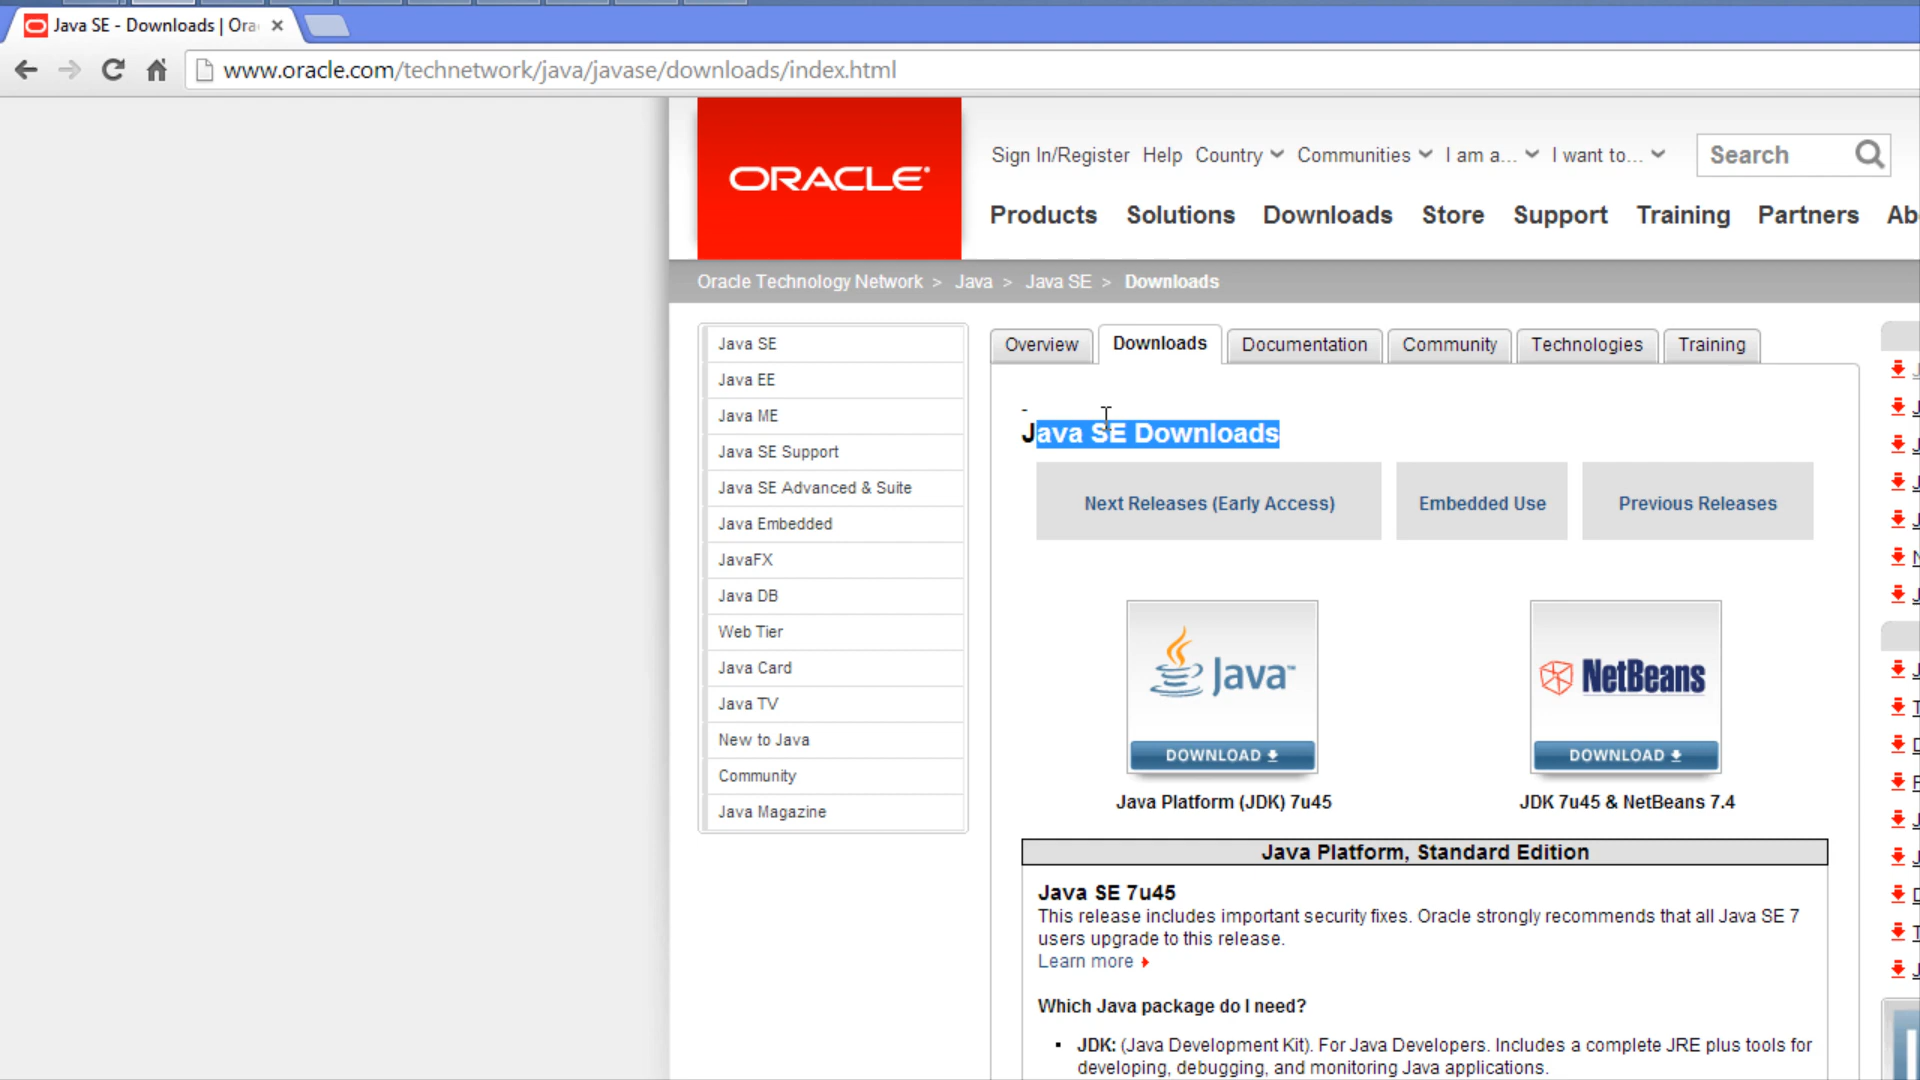 Java SE - Downloads | Ora
www.oracle.com/technetwork/java/javase/downloads/index.html
ORACLE
Sign In/Register Help Country Communities I am a... I want to... Search
Products Solutions Downloads Store Support Training Partners Ab
Oracle Technology Network > Java > Java SE > Downloads
Java SE
Java EE
Java ME
Java SE Support
Java SE Advanced & Suite
Java Embedded
JavaFX
Java DB
Web Tier
Java Card
Java TV
New to Java
Community
Java Magazine
Overview Downloads Documentation Community Technologies Training
-
Java SE Downloads
Next Releases (Early Access) Embedded Use Previous Releases
Java™
DOWNLOAD
Java Platform (JDK) 7u45
NetBeans
DOWNLOAD
JDK 7u45 & NetBeans 7.4
Java Platform, Standard Edition
Java SE 7u45
This release includes important security fixes. Oracle strongly recommends that all Java SE 7
users upgrade to this release.
Learn more
Which Java package do I need?
▪ JDK: (Java Development Kit). For Java Developers. Includes a complete JRE plus tools for
developing, debugging, and monitoring Java applications.